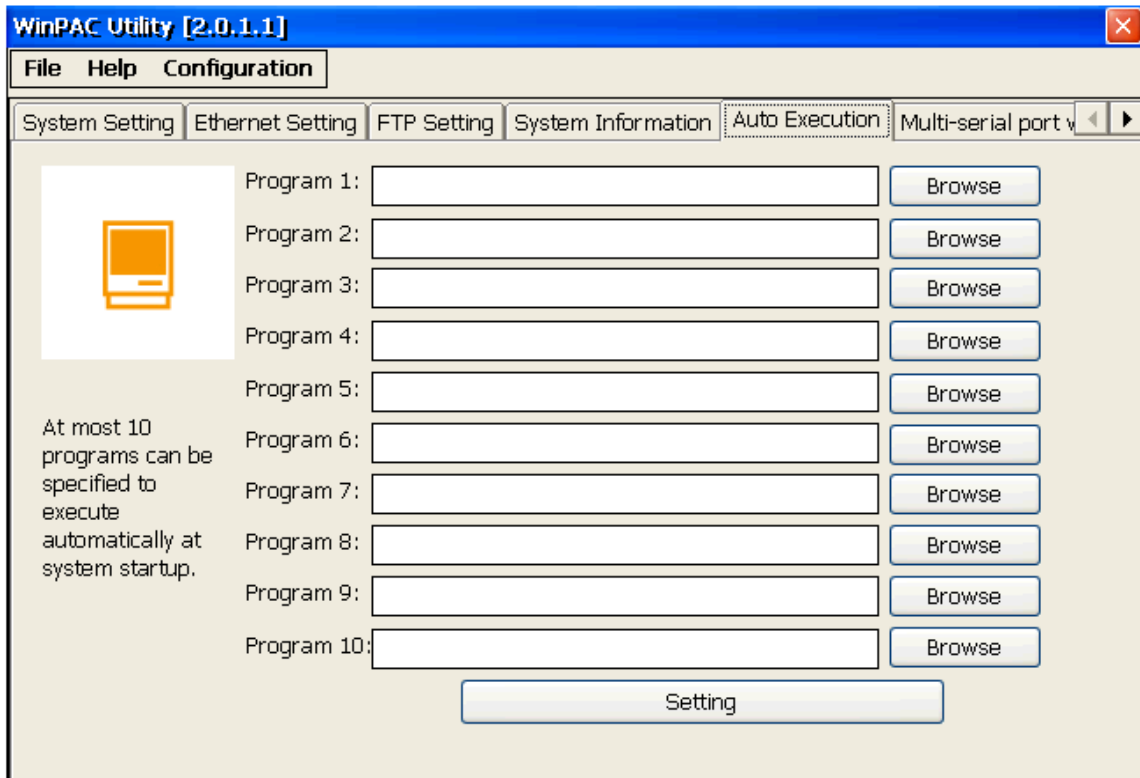 WinPAC Utility [2.0.1.1]
File Help Configuration
System Setting Ethernet Setting FTP Setting System Information Auto Execution Multi-serial port
Program 1: Browse
Program 2: Browse
Program 3: Browse
Program 4: Browse
Program 5: Browse
Program 6: Browse
Program 7: Browse
Program 8: Browse
Program 9: Browse
Program 10: Browse
At most 10
programs can be
specified to
execute
automatically at
system startup.
Setting